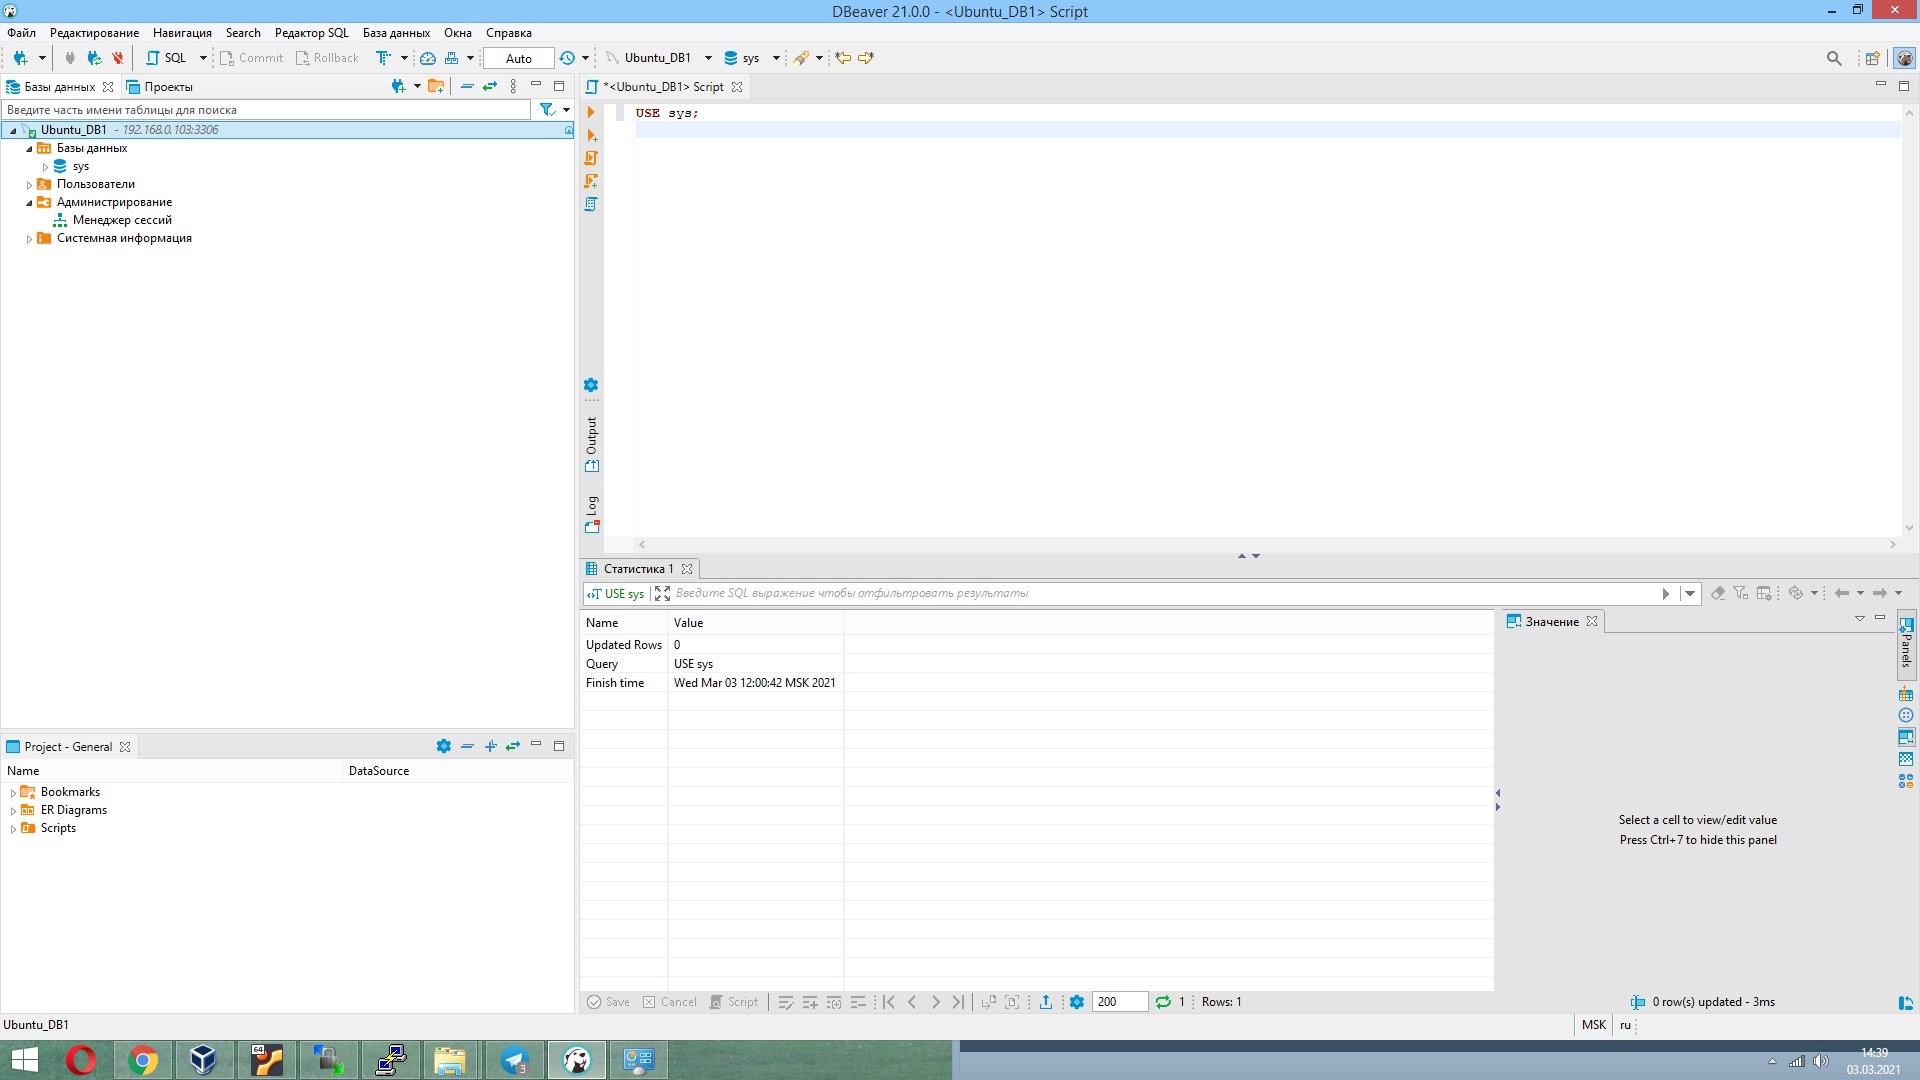 DBeaver 21.0.0 - <Ubuntu_DB1> Script
Файл Редактирование Навигация Search Редактор SQL База данных Окна Справка
SQL Commit Rollback Auto Ubuntu_DB1 sys
Базы данных Проекты
*<Ubuntu_DB1> Script
Введите часть имени таблицы для поиска
Ubuntu_DB1 - 192.168.0.103:3306
Базы данных
sys
Пользователи
Администрирование
Менеджер сессий
Системная информация
USE sys;
Output
Log
Статистика 1
T USE sys Введите SQL выражение чтобы отфильтровать результаты
Name Value
Updated Rows 0
Query USE sys
Finish time Wed Mar 03 12:00:42 MSK 2021
Значение
Panels
Select a cell to view/edit value
Press Ctrl+7 to hide this panel
Project - General
Name DataSource
Bookmarks
ER Diagrams
Scripts
Save Cancel Script 200 1 Rows: 1 0 row(s) updated - 3ms
Ubuntu_DB1 MSK ru
64
3
14:39
03.03.2021